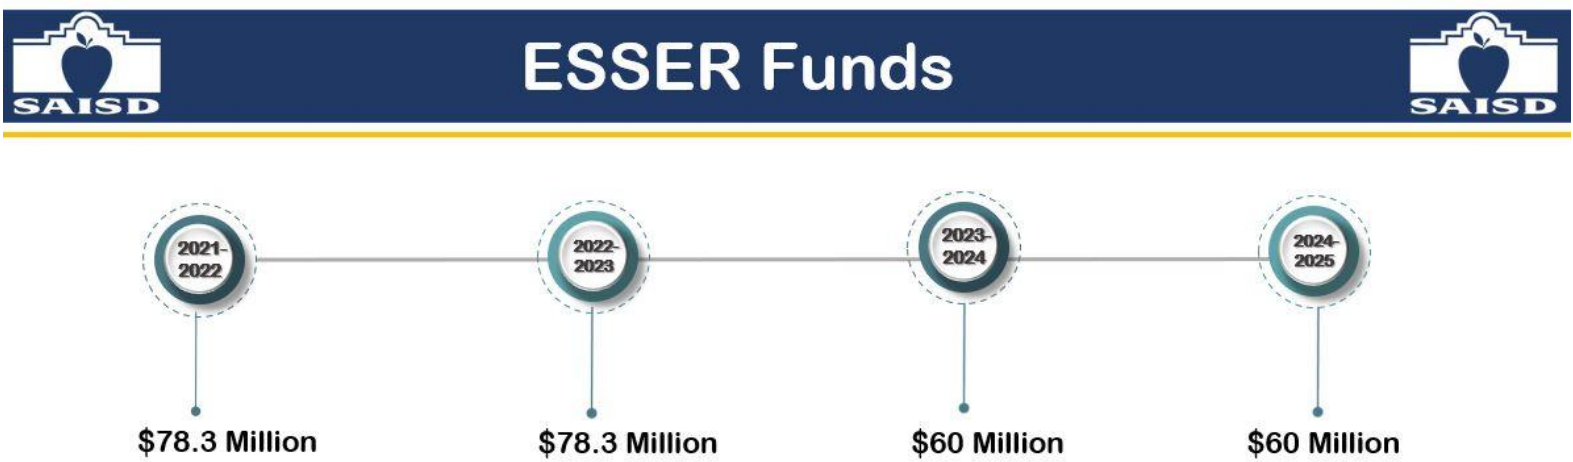 ESSER Funds
SAISD
SAISD
2021-
2022
2022-
2023
2023-
2024
2024-
2025
$78.3 Million
$78.3 Million
$60 Million
$60 Million